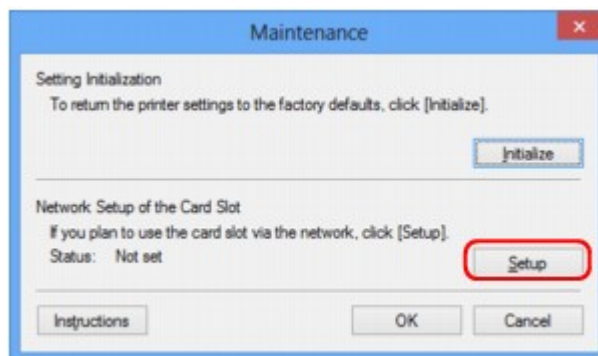 Maintenance
Setting Initialization
To return the printer settings to the factory defaults, click [Initialize].
Initialize
Network Setup of the Card Slot
If you plan to use the card slot via the network, click [Setup].
Status: Not set
Setup
Instructions OK Cancel